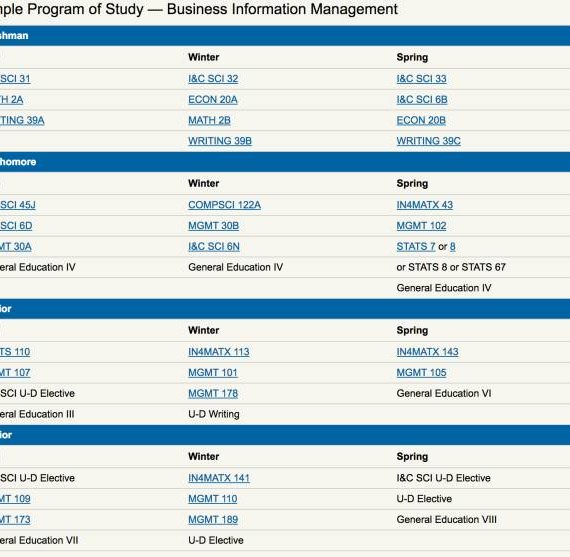 mple Program of Study — Business Information Management
shman
Winter Spring
SCI 31 I&C SCI 32 I&C SCI 33
H 2A ECON 20A I&C SCI 6B
TING 39A MATH 2B ECON 20B
WRITING 39B WRITING 39C
homore
Winter Spring
SCI 45J COMPSCI 122A IN4MATX 43
SCI 6D MGMT 30B MGMT 102
MT 30A I&C SCI 6N STATS 7 or 8
eral Education IV General Education IV or STATS 8 or STATS 67
General Education IV
ior
Winter Spring
TS 110 IN4MATX 113 IN4MATX 143
MT 107 MGMT 101 MGMT 105
SCI U-D Elective MGMT 178 General Education VI
eral Education III U-D Writing
ior
Winter Spring
SCI U-D Elective IN4MATX 141 I&C SCI U-D Elective
MT 109 MGMT 110 U-D Elective
MT 173 MGMT 189 General Education VIII
eral Education VII U-D Elective